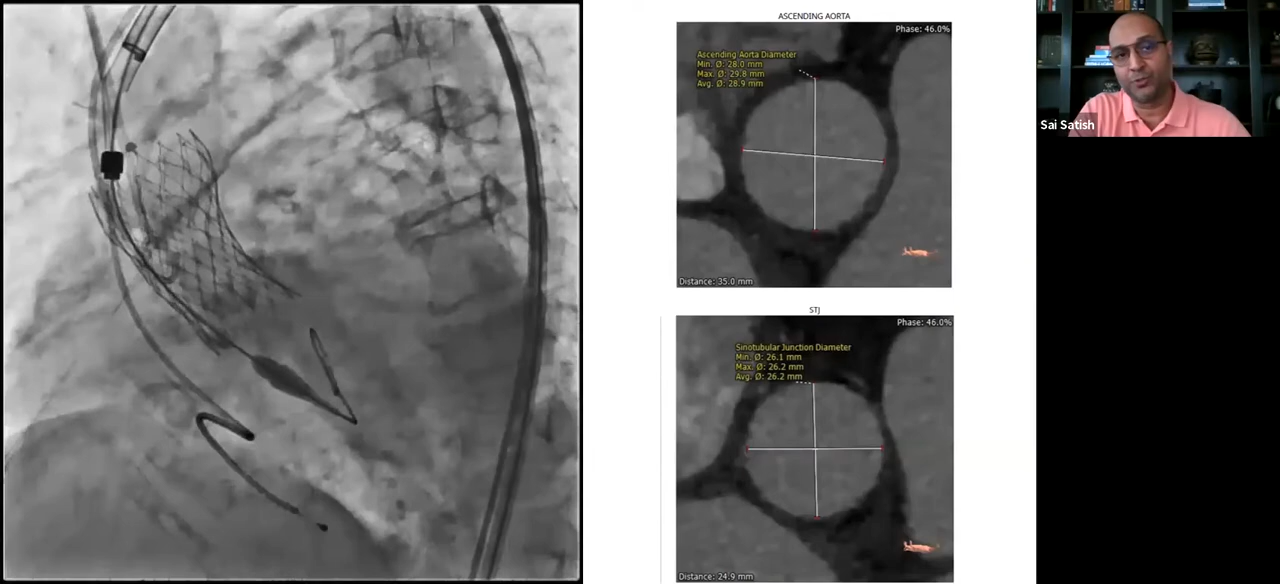 ASCENDING AORTA
Phase: 46.0%
Ascending Aorta Diameter
Min. Ø: 28.0 mm
Max. Ø: 29.8 mm
Avg. Ø: 28.9 mm
Distance: 35.0 mm
STJ
Phase: 46.0%
Sinotubular Junction Diameter
Min. Ø: 26.1 mm
Max. Ø: 26.2 mm
Avg. Ø: 26.2 mm
Distance: 24.9 mm
Sai Satish